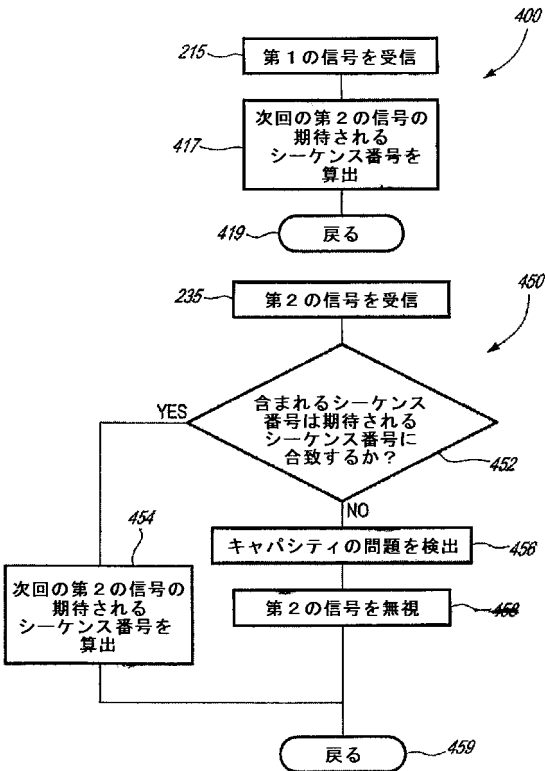 400
215
第１の信号を受信
次回の第２の信号の
期待される
シーケンス番号を
算出
417
419
戻る
235
第２の信号を受信
450
含まれるシーケンス
番号は期待される
シーケンス番号に
合致するか？
452
YES
NO
454
キャパシティの問題を検出
456
次回の第２の信号の
期待される
シーケンス番号を
算出
第２の信号を無視
458
戻る
459